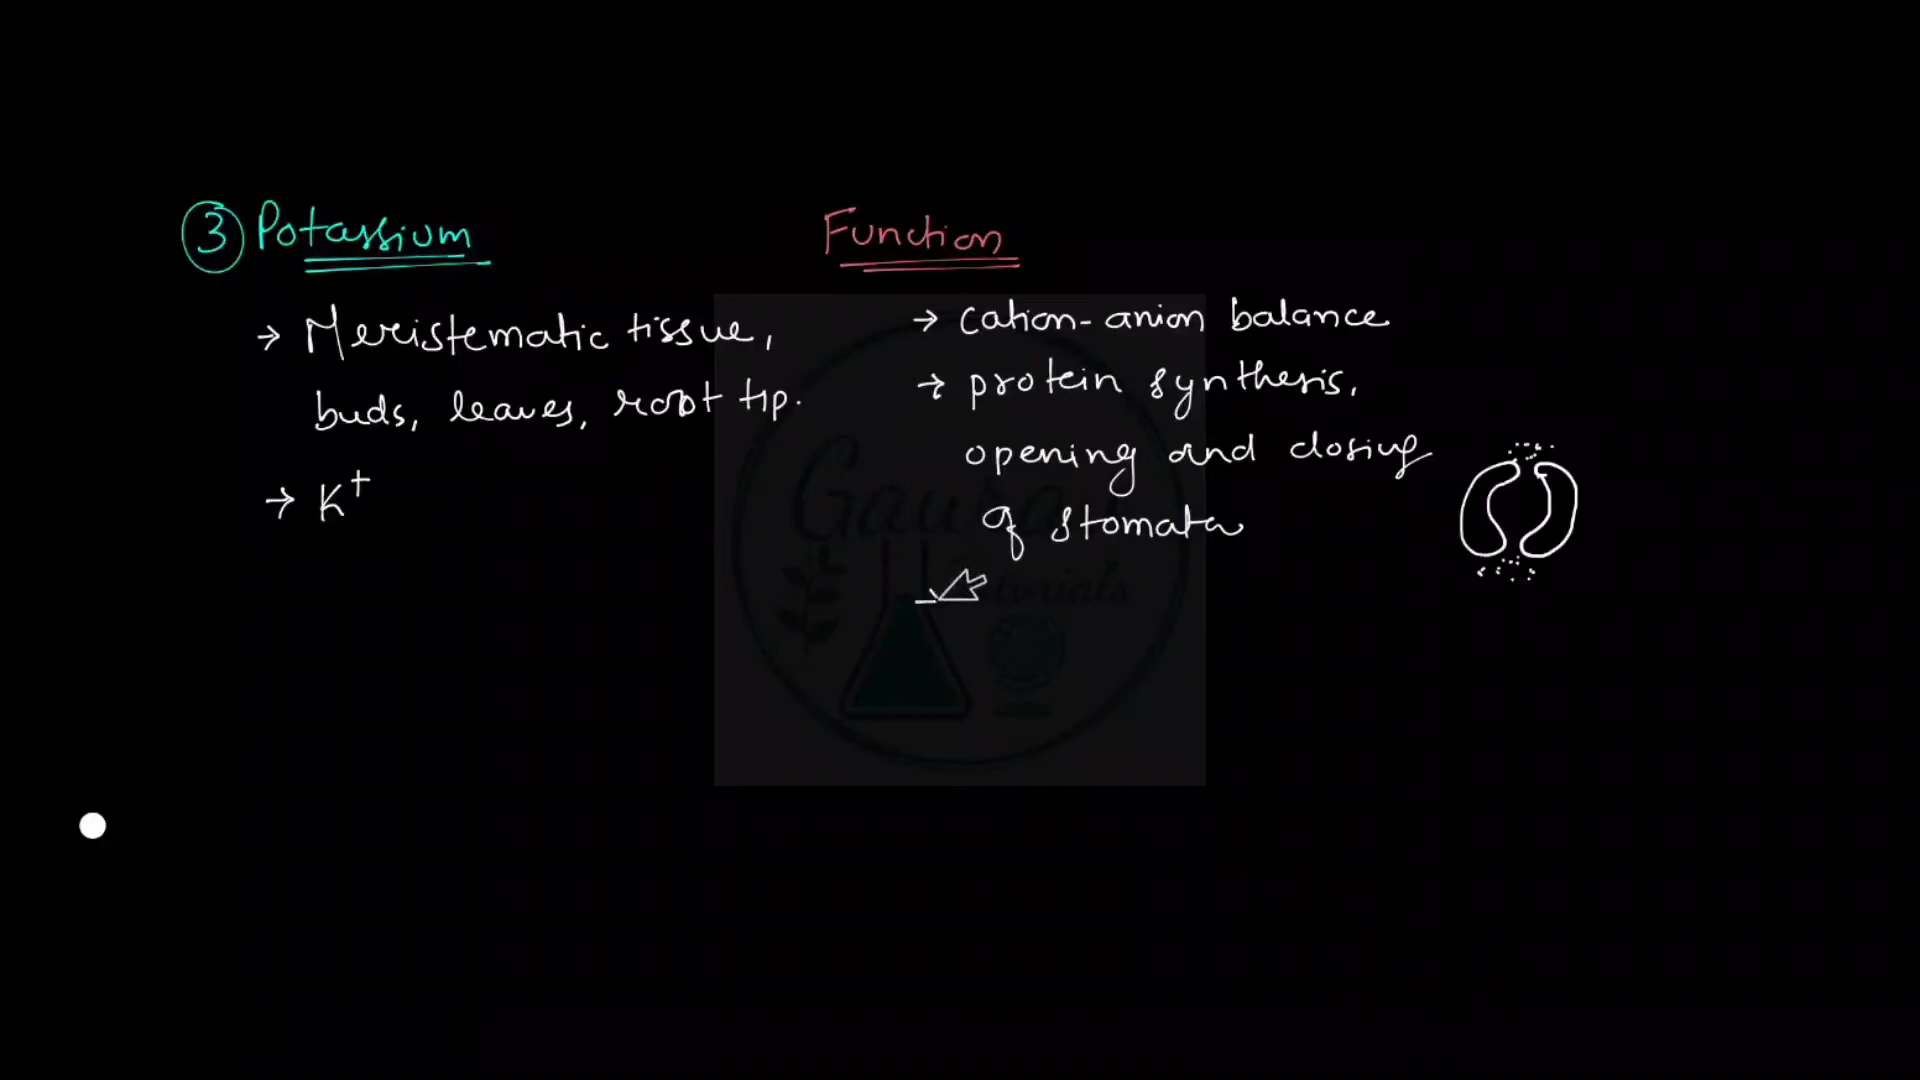 ③ Potassium
→ Meristematic tissue,
buds, leaves, root tip.
→ K⁺
Function
→ cation-anion balance
→ protein synthesis,
opening and closing
of stomata